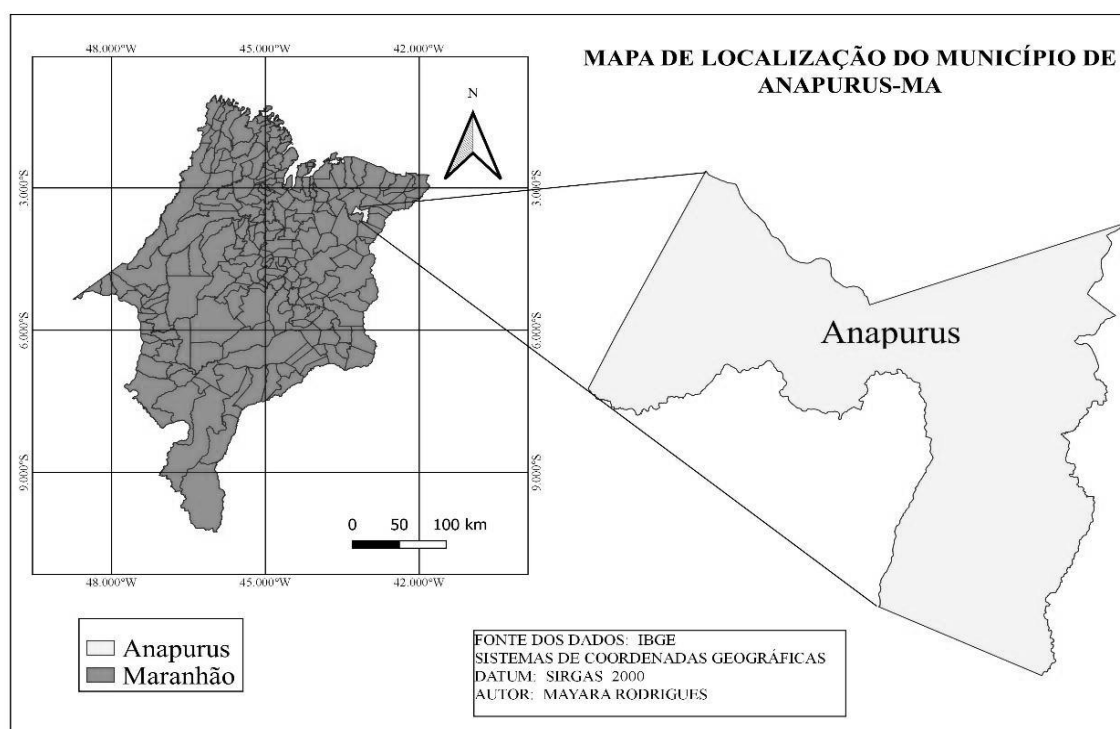 MAPA DE LOCALIZAÇÃO DO MUNICÍPIO DE
ANAPURUS-MA
48.000°W 45.000°W 42.000°W
N
3.000°S 3.000°S
6.000°S 6.000°S
9.000°S 9.000°S
Anapurus
0 50 100 km
48.000°W 45.000°W 42.000°W
Anapurus
Maranhão
FONTE DOS DADOS: IBGE
SISTEMAS DE COORDENADAS GEOGRÁFICAS
DATUM: SIRGAS 2000
AUTOR: MAYARA RODRIGUES